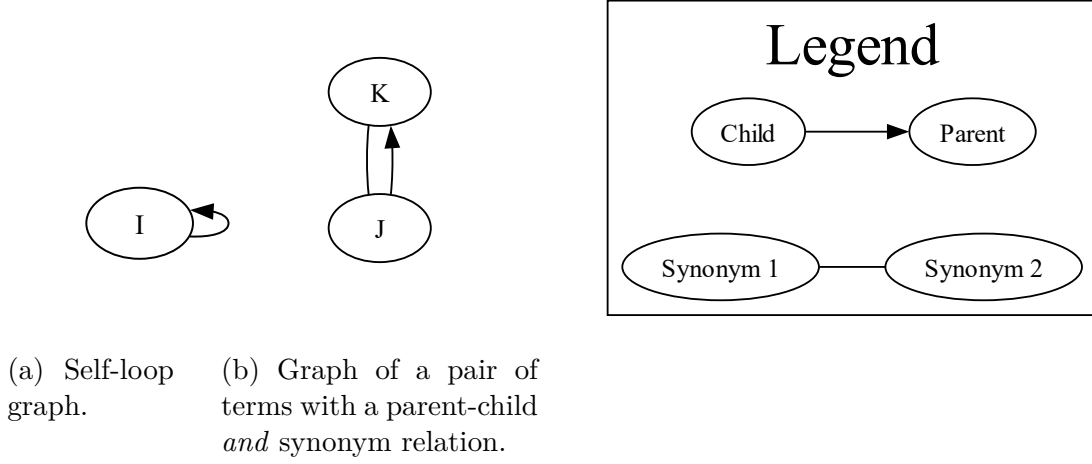 K
I
J
(a) Self-loop
graph.
(b) Graph of a pair of
terms with a parent-child
and synonym relation.
Legend
Child
Parent
Synonym 1
Synonym 2